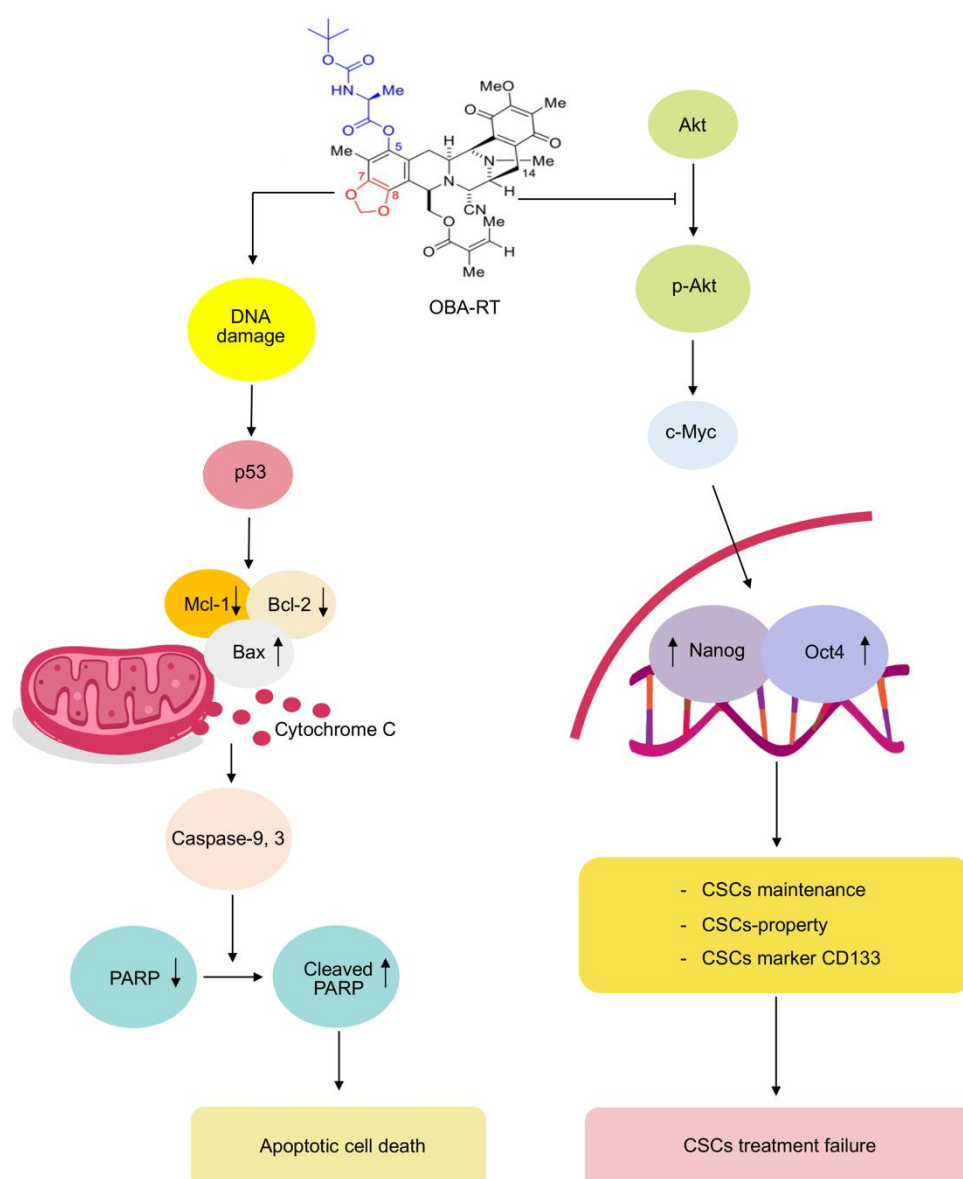 O
O
N
H
Me
O
O
5
Me
7
8
O
O
H
N
H
N
Me
H
14
MeO
Me
O
O
CN
Me
O
O
H
Me
OBA-RT
DNA
damage
p53
Mcl-1 ↓
Bcl-2 ↓
Bax ↑
Cytochrome C
Caspase-9, 3
PARP ↓
Cleaved
PARP ↑
Apoptotic cell death
Akt
p-Akt
c-Myc
↑ Nanog
Oct4 ↑
- CSCs maintenance
- CSCs-property
- CSCs marker CD133
CSCs treatment failure